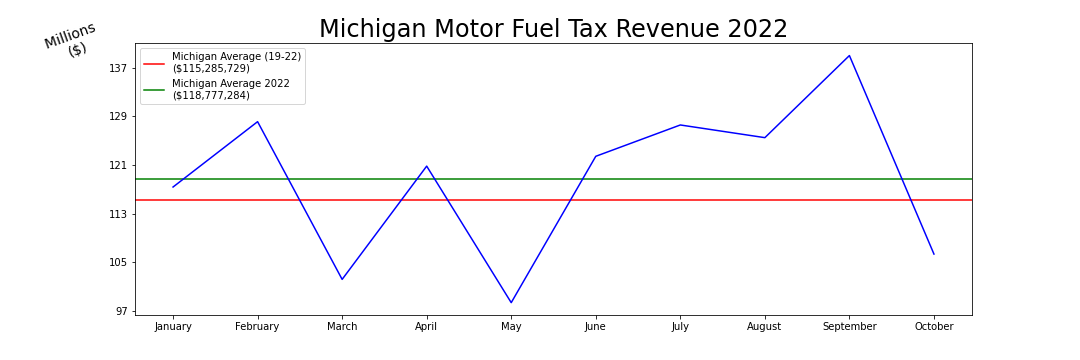 Michigan Motor Fuel Tax Revenue 2022
Millions
($)
Michigan Average (19-22)
($115,285,729)
Michigan Average 2022
($118,777,284)
137
129
121
113
105
97
January February March April May June July August September October